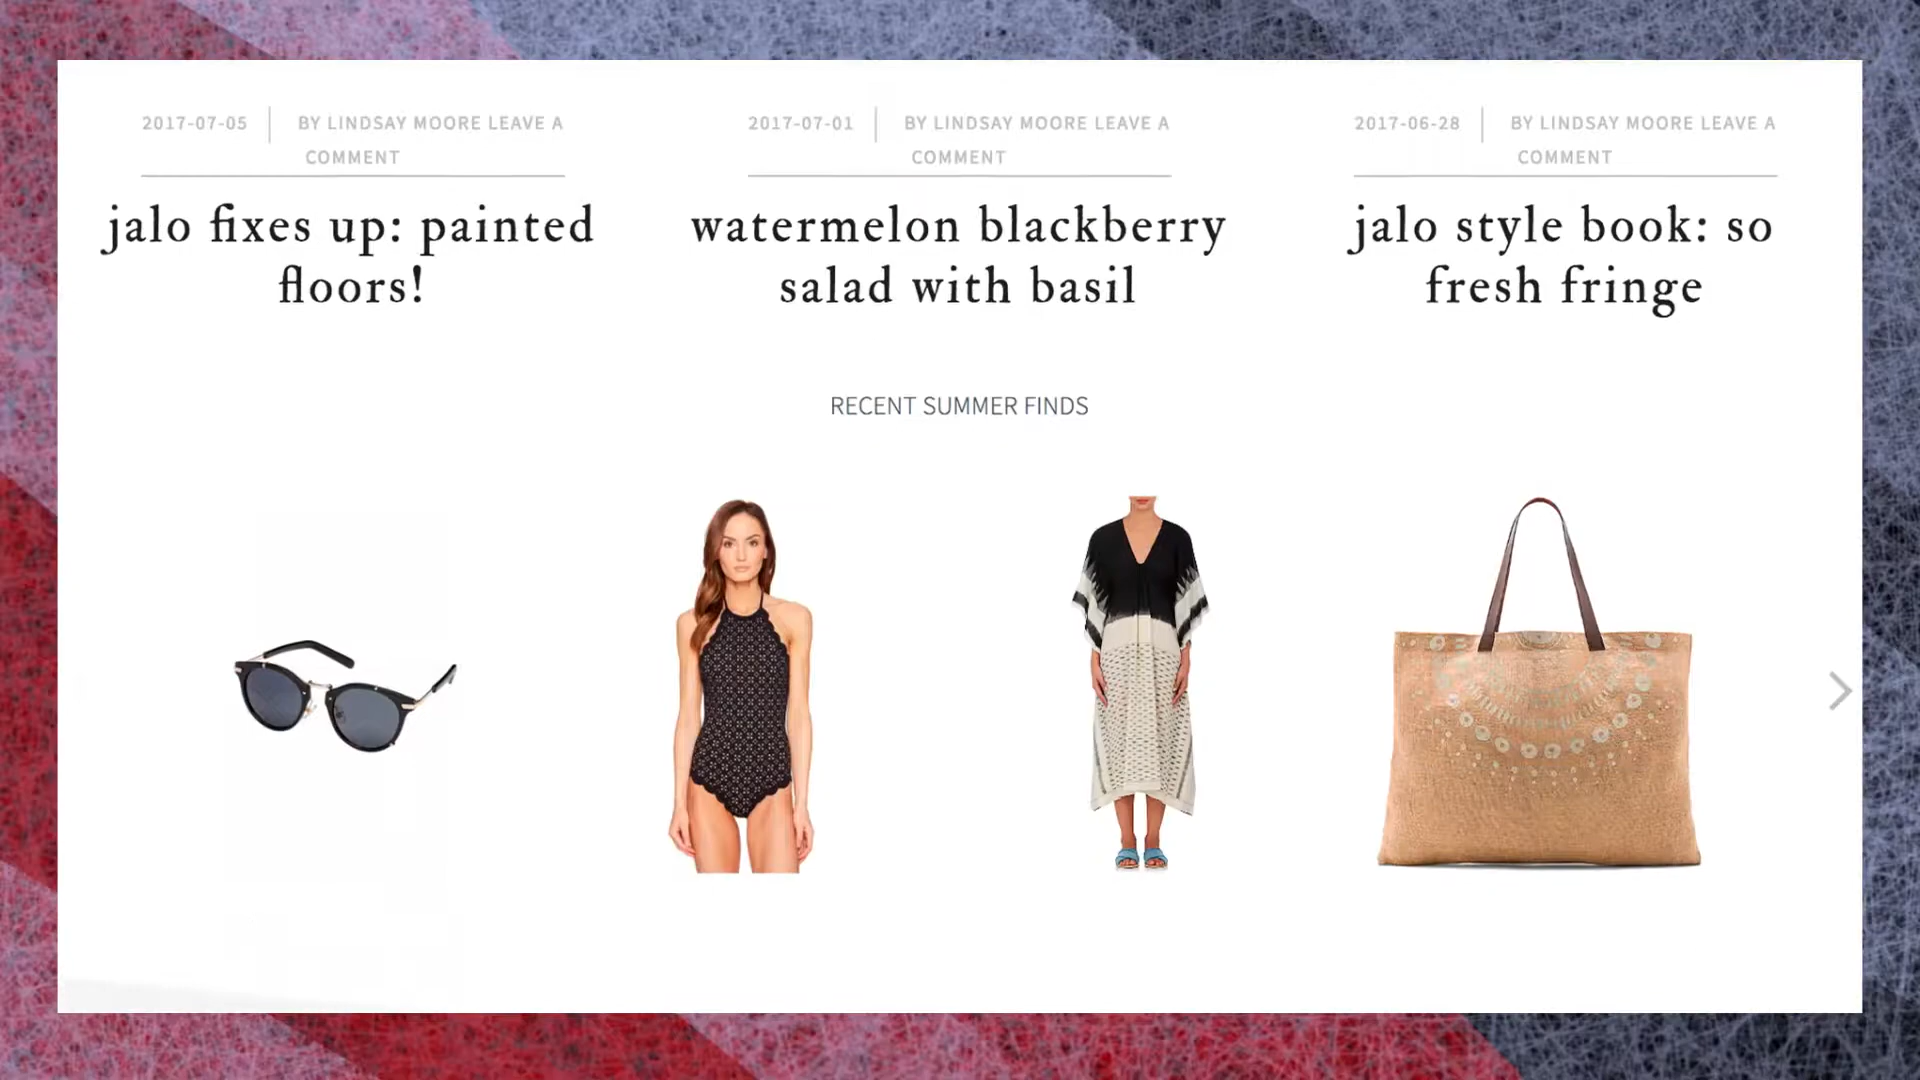 2017-07-05 BY LINDSAY MOORE LEAVE A
COMMENT
jalo fixes up: painted
floors!
2017-07-01 BY LINDSAY MOORE LEAVE A
COMMENT
watermelon blackberry
salad with basil
2017-06-28 BY LINDSAY MOORE LEAVE A
COMMENT
jalo style book: so
fresh fringe
RECENT SUMMER FINDS